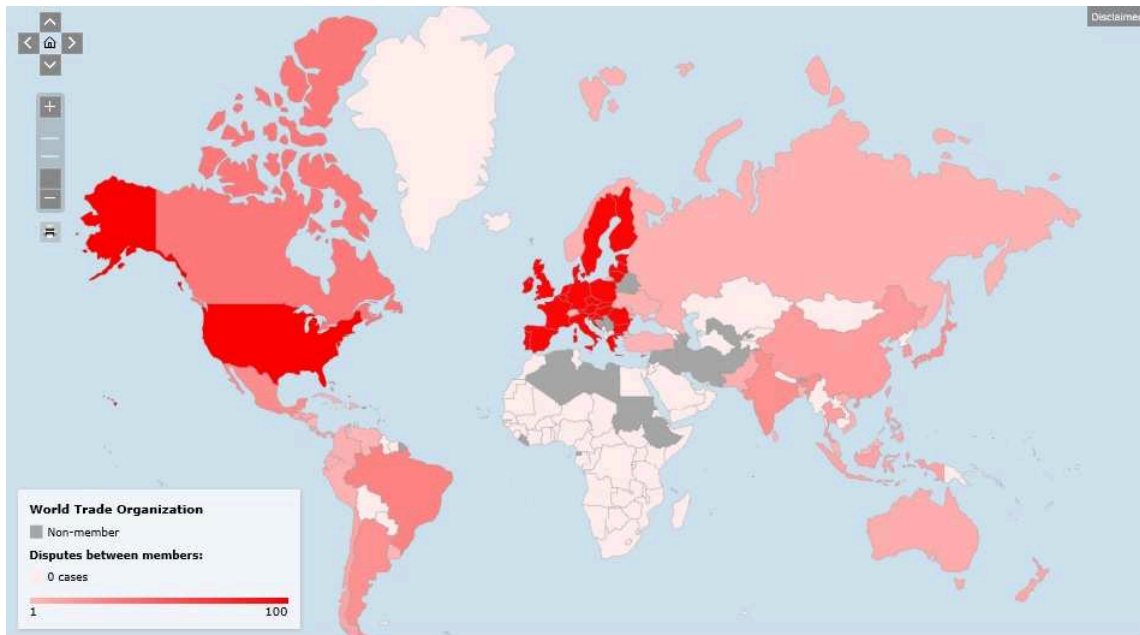 Disclaimer
World Trade Organization
Non-member
Disputes between members:
0 cases
1 100